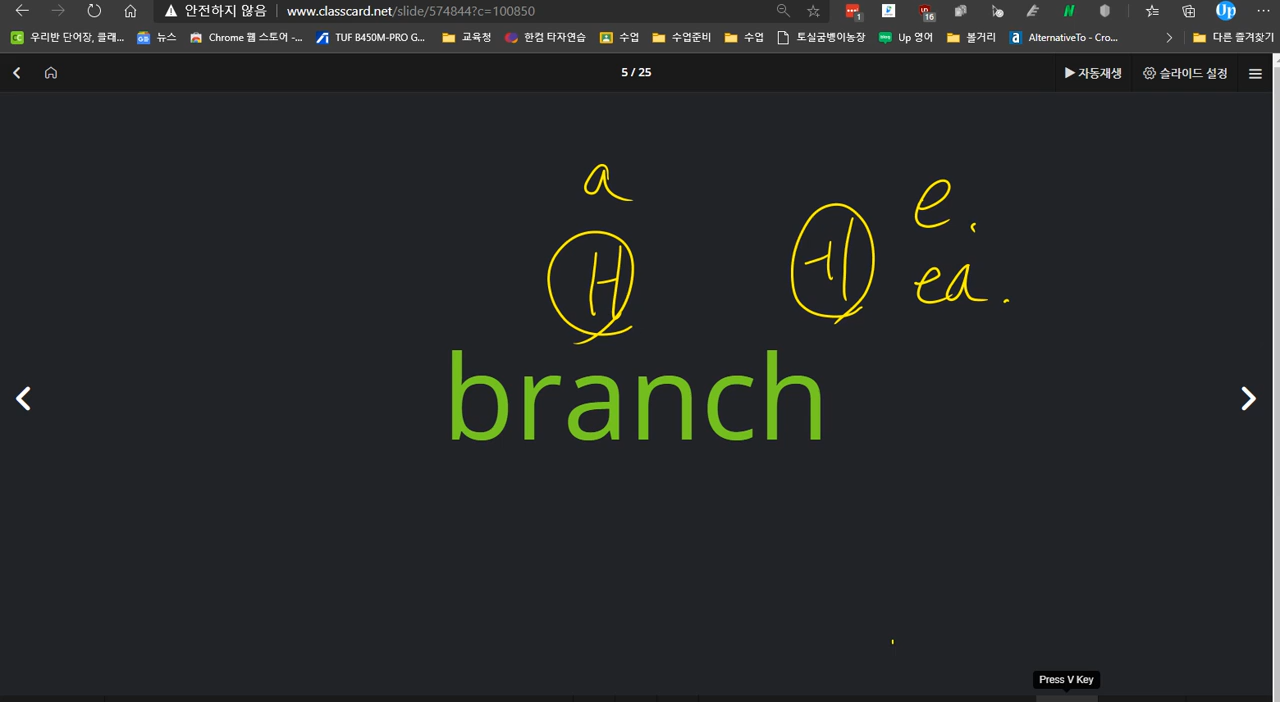 안전하지 않음 www.classcard.net/slide/574844?c=100850 1 16 Up
우리반 단어장, 클래... 뉴스 Chrome 웹 스토어 -... TUF B450M-PRO G... 교육청 한컴 타자연습 수업 수업준비 수업 토실궁뱅이농장 Up 영어 볼거리 AlternativeTo - Cro... 다른 즐겨찾기
5 / 25 자동재생 슬라이드 설정
a e.
ㅐ ㅔ ea.
branch
Press V Key